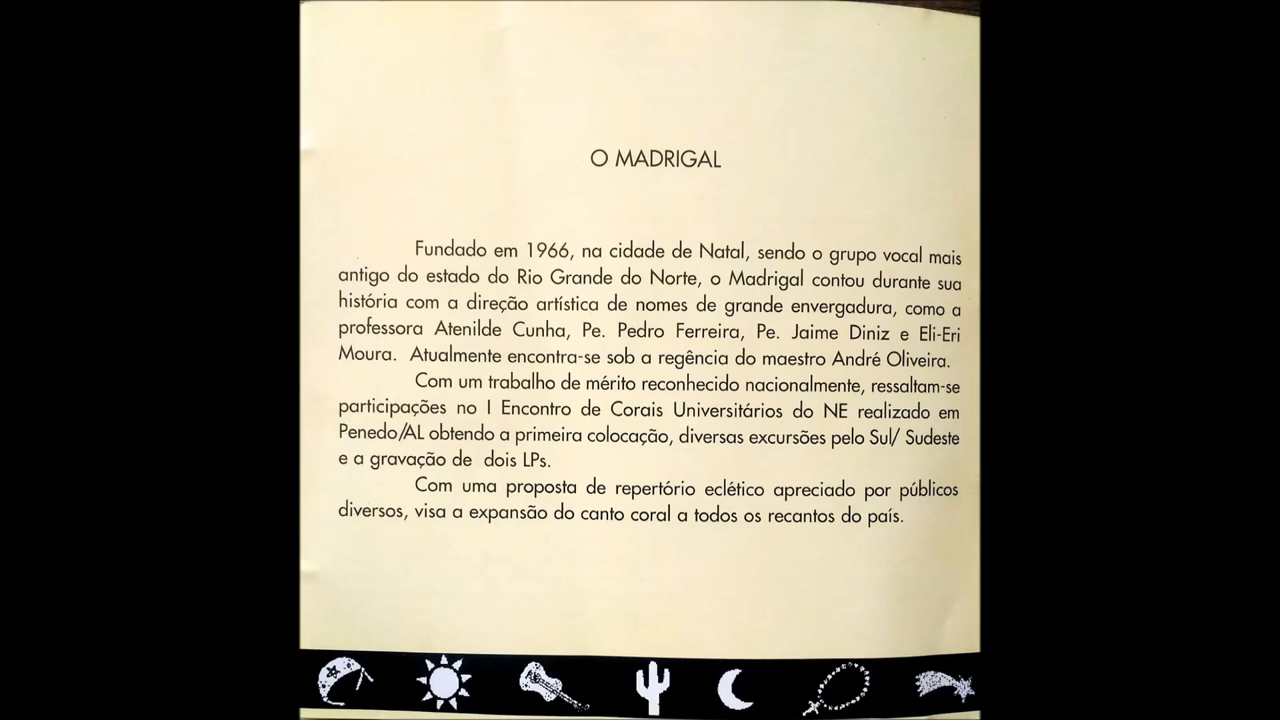 O MADRIGAL
Fundado em 1966, na cidade de Natal, sendo o grupo vocal mais
antigo do estado do Rio Grande do Norte, o Madrigal contou durante sua
história com a direção artística de nomes de grande envergadura, como a
professora Atenilde Cunha, Pe. Pedro Ferreira, Pe. Jaime Diniz e Eli-Eri
Moura. Atualmente encontra-se sob a regência do maestro André Oliveira.
Com um trabalho de mérito reconhecido nacionalmente, ressaltam-se
participações no I Encontro de Corais Universitários do NE realizado em
Penedo/AL obtendo a primeira colocação, diversas excursões pelo Sul/ Sudeste
e a gravação de dois LPs.
Com uma proposta de repertório eclético apreciado por públicos
diversos, visa a expansão do canto coral a todos os recantos do país.